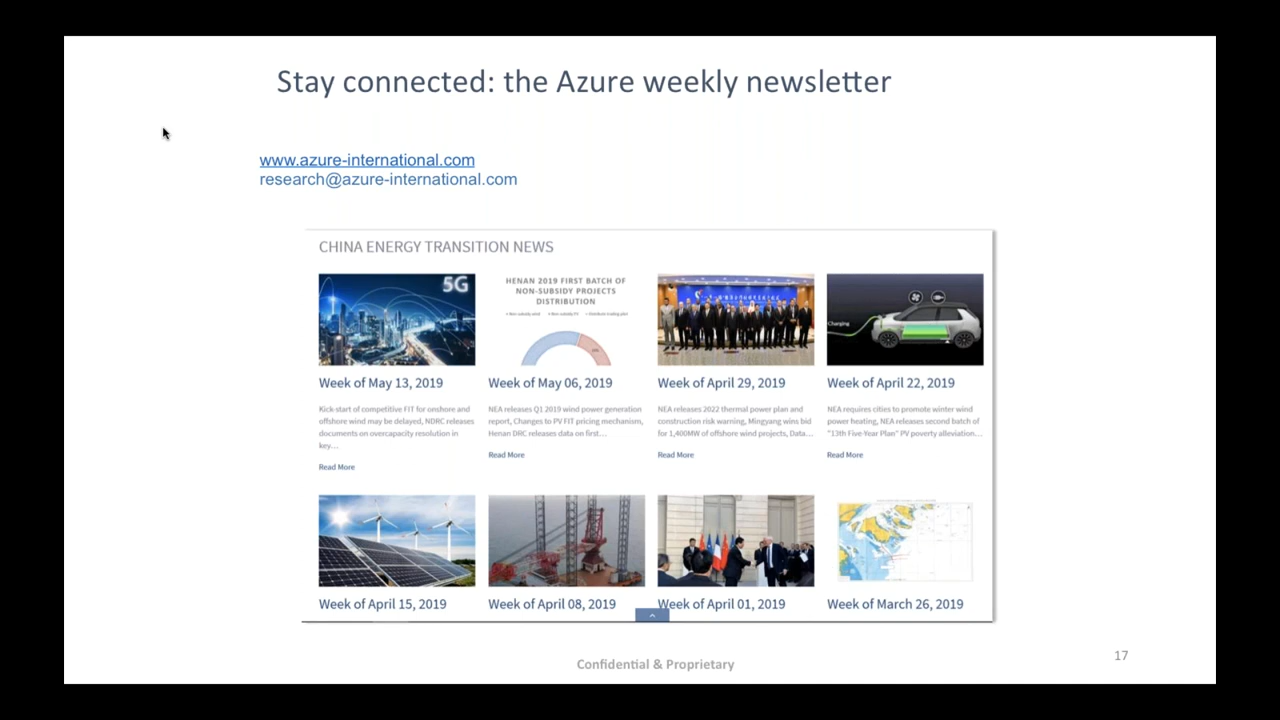 Stay connected: the Azure weekly newsletter
www.azure-international.com
research@azure-international.com
CHINA ENERGY TRANSITION NEWS
5G
HENAN 2019 FIRST BATCH OF
NON-SUBSIDY PROJECTS
DISTRIBUTION
Charging
Week of May 13, 2019
Kick-start of competitive FIT for onshore and
offshore wind may be delayed, NDRC releases
documents on overcapacity resolution in
key...
Read More
Week of May 06, 2019
NEA releases Q1 2019 wind power generation
report, Changes to PV FIT pricing mechanism,
Henan DRC releases data on first...
Read More
Week of April 29, 2019
NEA releases 2022 thermal power plan and
construction risk warning, Mingyang wins bid
for 1,400MW of offshore wind projects, Data...
Read More
Week of April 22, 2019
NEA requires cities to promote winter wind
power heating, NEA releases second batch of
"13th Five-Year Plan" PV poverty alleviation...
Read More
Week of April 15, 2019
Week of April 08, 2019
Week of April 01, 2019
Week of March 26, 2019
Confidential & Proprietary
17